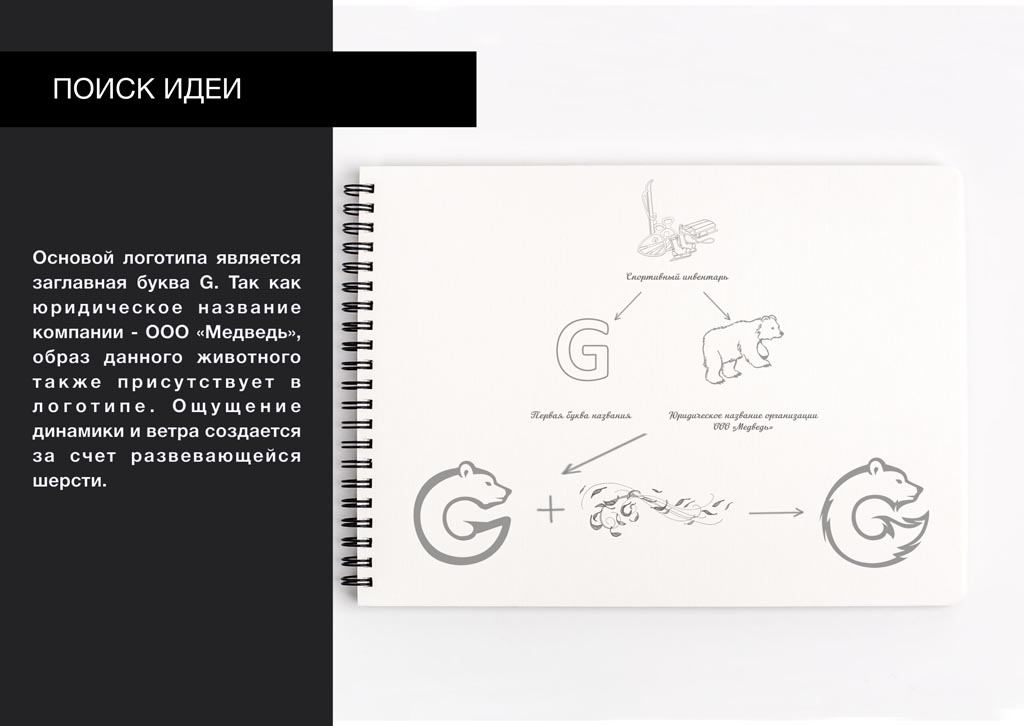 ПОИСК ИДЕИ
Основой логотипа является
заглавная буква G. Так как
юридическое название
компании - ООО «Медведь»,
образ данного животного
также присутствует в
логотипе. Ощущение
динамики и ветра создается
за счет развевающейся
шерсти.
Спортивный инвентарь
G
Первая буква названия
Юридическое название организации
ООО «Медведь»